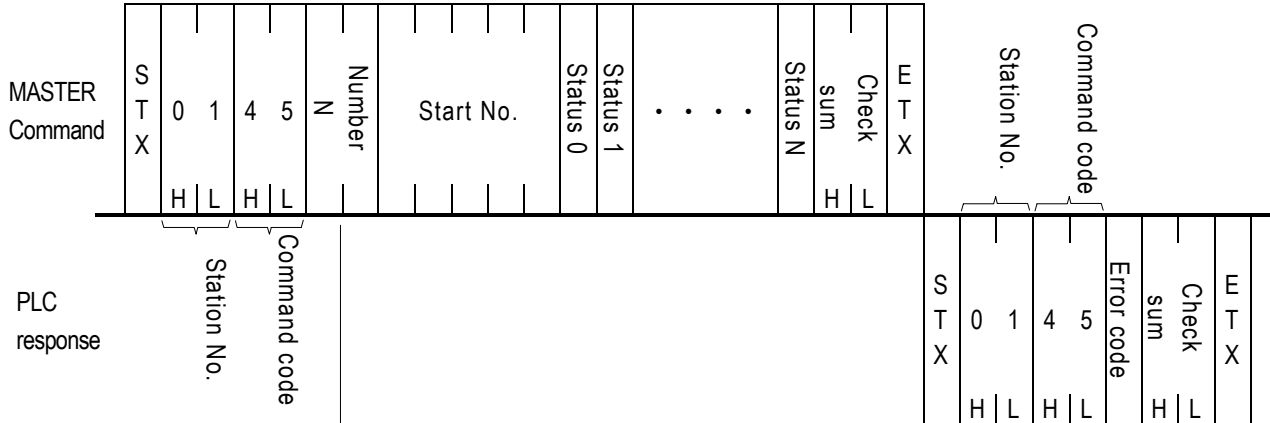 MASTER
Command
S
T
X
0 1
H L
4 5
H L
Number
N
Start No.
Status 0
Status 1
· · · ·
Status N
Check
sum
H L
E
T
X
Station No.
Command code
Station No.
Command code
PLC
response
S
T
X
0 1
H L
4 5
H L
Error code
Check
sum
H L
E
T
X